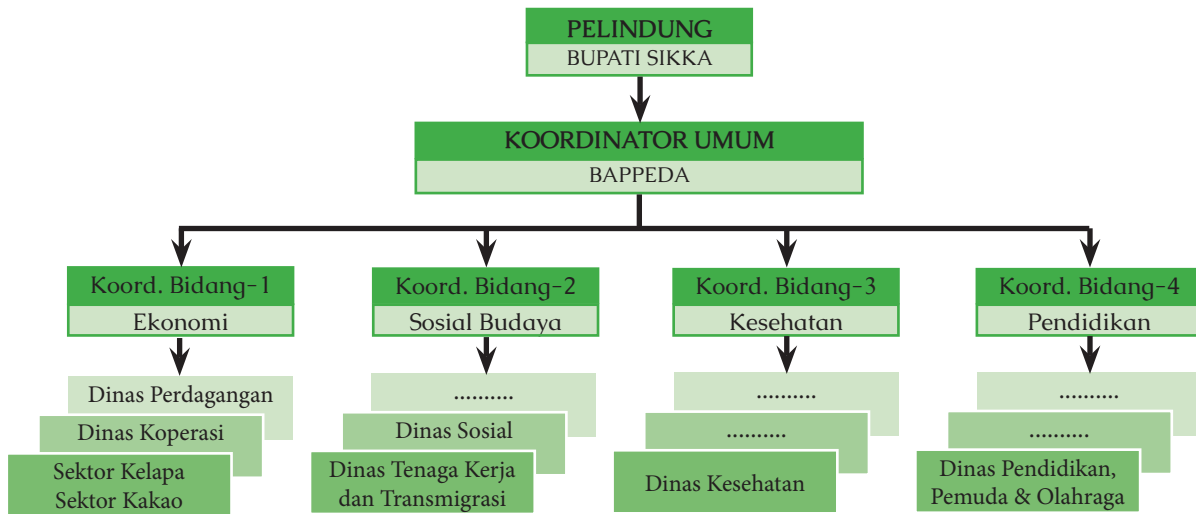 PELINDUNG
BUPATI SIKKA
KOORDINATOR UMUM
BAPPEDA
Koord. Bidang-1
Ekonomi
Dinas Perdagangan
Dinas Koperasi
Sektor Kelapa
Sektor Kakao
Koord. Bidang-2
Sosial Budaya
..........
Dinas Sosial
Dinas Tenaga Kerja
dan Transmigrasi
Koord. Bidang-3
Kesehatan
..........
..........
Dinas Kesehatan
Koord. Bidang-4
Pendidikan
..........
..........
Dinas Pendidikan,
Pemuda & Olahraga